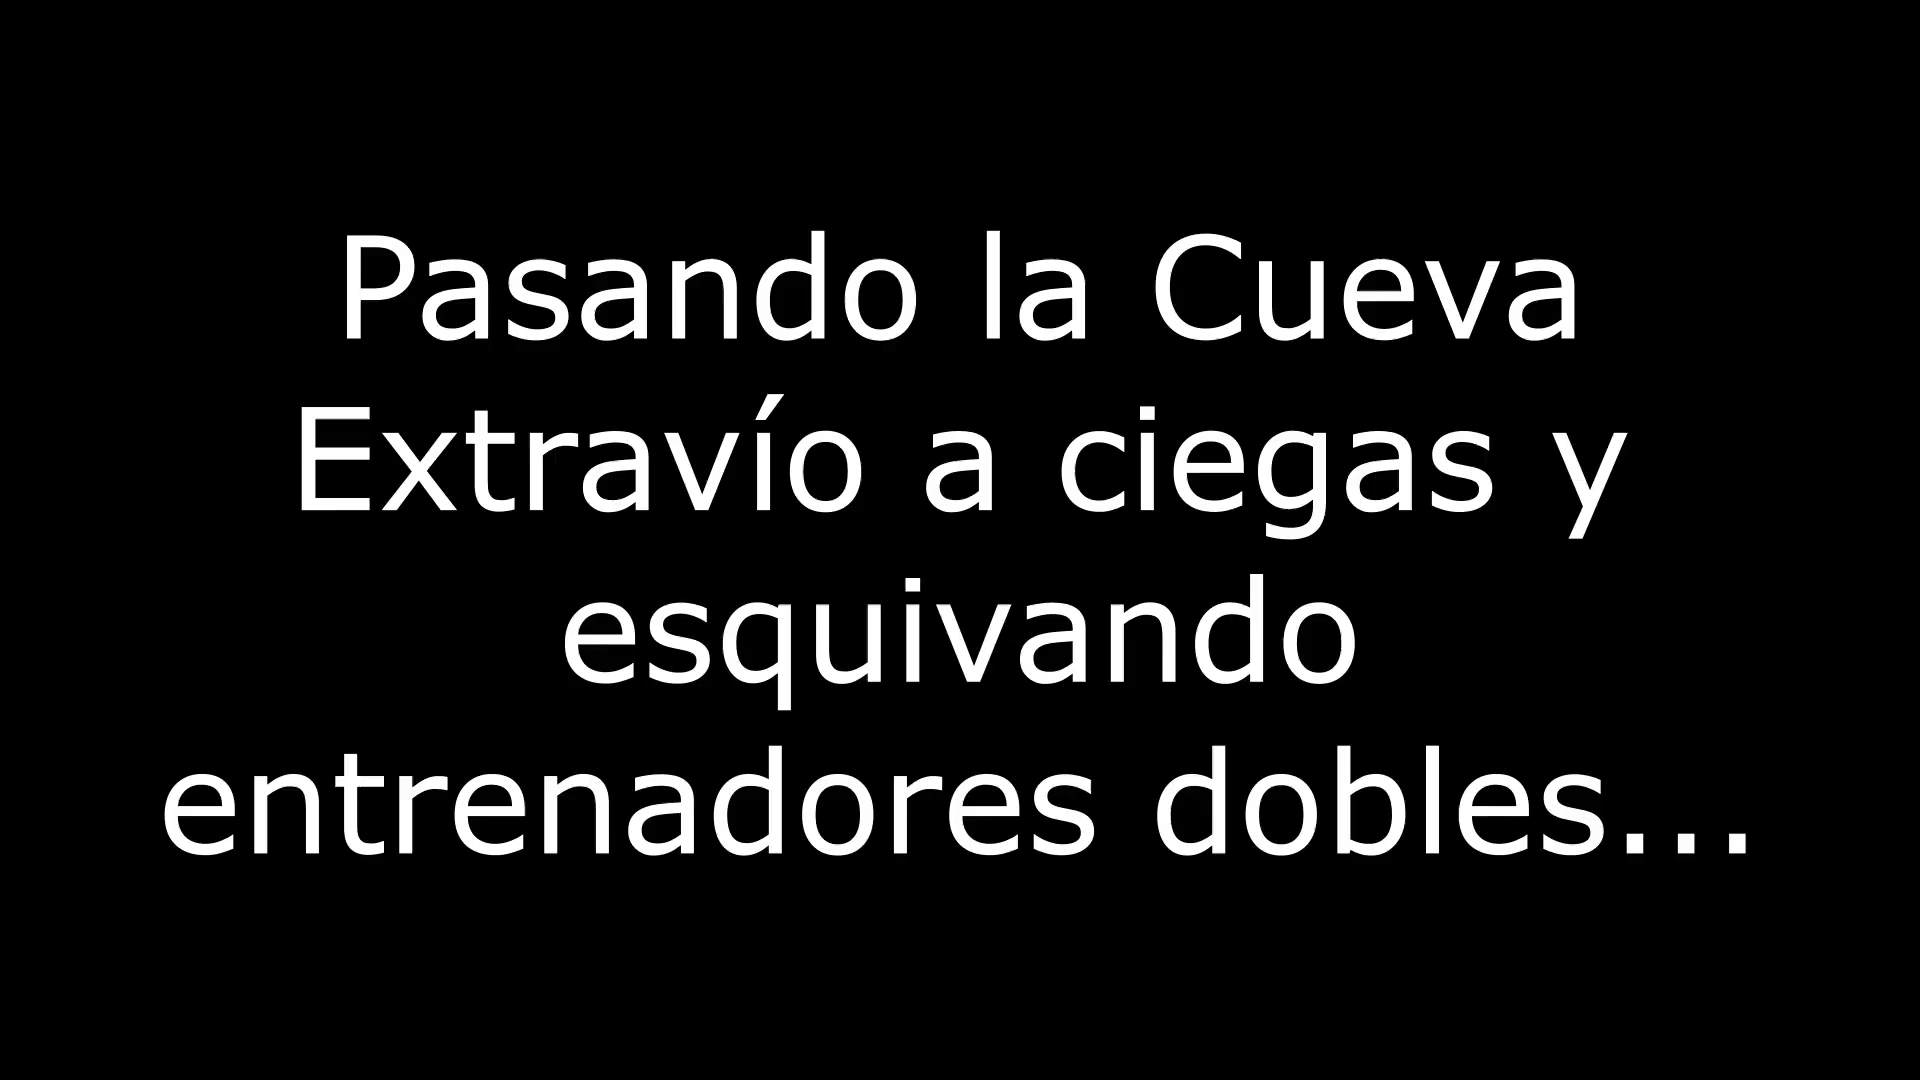 Pasando la Cueva
Extravío a ciegas y
esquivando
entrenadores dobles...